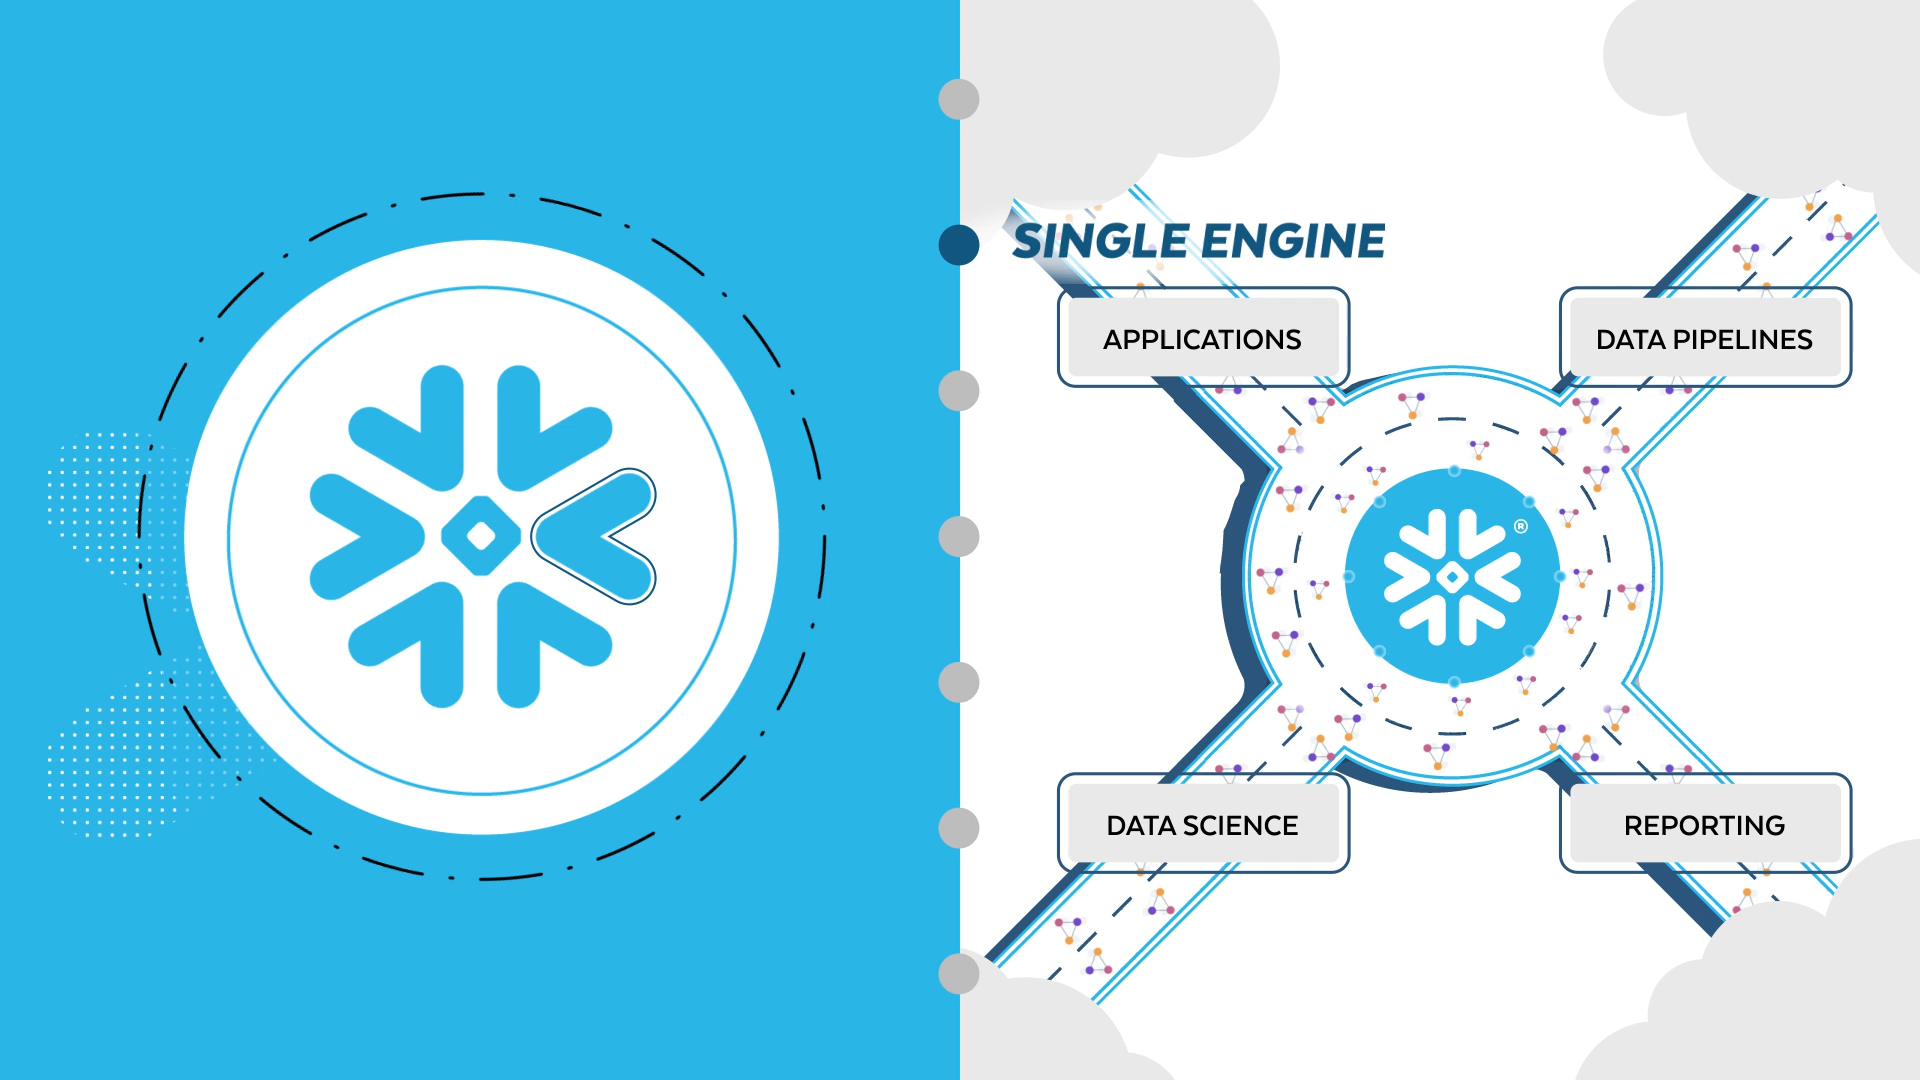 SINGLE ENGINE
APPLICATIONS
DATA PIPELINES
®
DATA SCIENCE
REPORTING